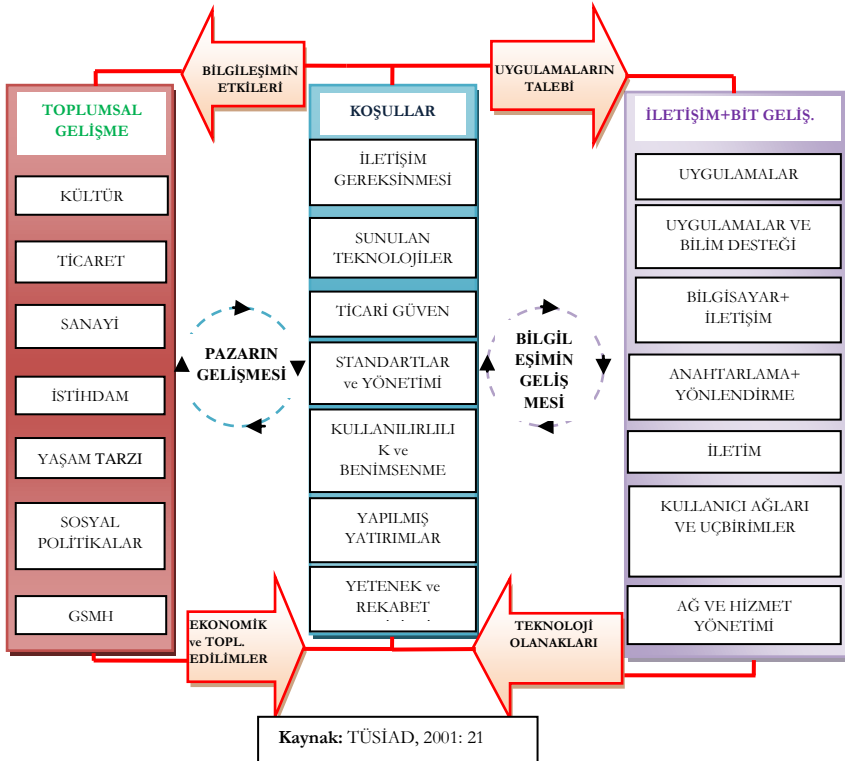 BİLGİLEŞİMİN
ETKİLERİ
UYGULAMALARIN
TALEBİ
TOPLUMSAL
GELİŞME
KÜLTÜR
TİCARET
SANAYİ
İSTİHDAM
YAŞAM TARZI
SOSYAL
POLİTİKALAR
GSMH
PAZARIN
GELİŞMESİ
KOŞULLAR
İLETİŞİM
GEREKSİNMESİ
SUNULAN
TEKNOLOJİLER
TİCARİ GÜVEN
STANDARTLAR
ve YÖNETİMİ
KULLANILIRLILI
K ve
BENİMSENME
YAPILMIŞ
YATIRIMLAR
YETENEK ve
REKABET
BİLGİL
EŞİMİN
GELİŞ
MESİ
İLETİŞİM+BİT GELİŞ.
UYGULAMALAR
UYGULAMALAR VE
BİLİM DESTEĞİ
BİLGİSAYAR+
İLETİŞİM
ANAHTARLAMA+
YÖNLENDİRME
İLETİM
KULLANICI AĞLARI
VE UÇBİRİMLER
AĞ VE HİZMET
YÖNETİMİ
EKONOMİK
ve TOPL.
EDİLİMLER
TEKNOLOJİ
OLANAKLARI
Kaynak: TÜSİAD, 2001: 21